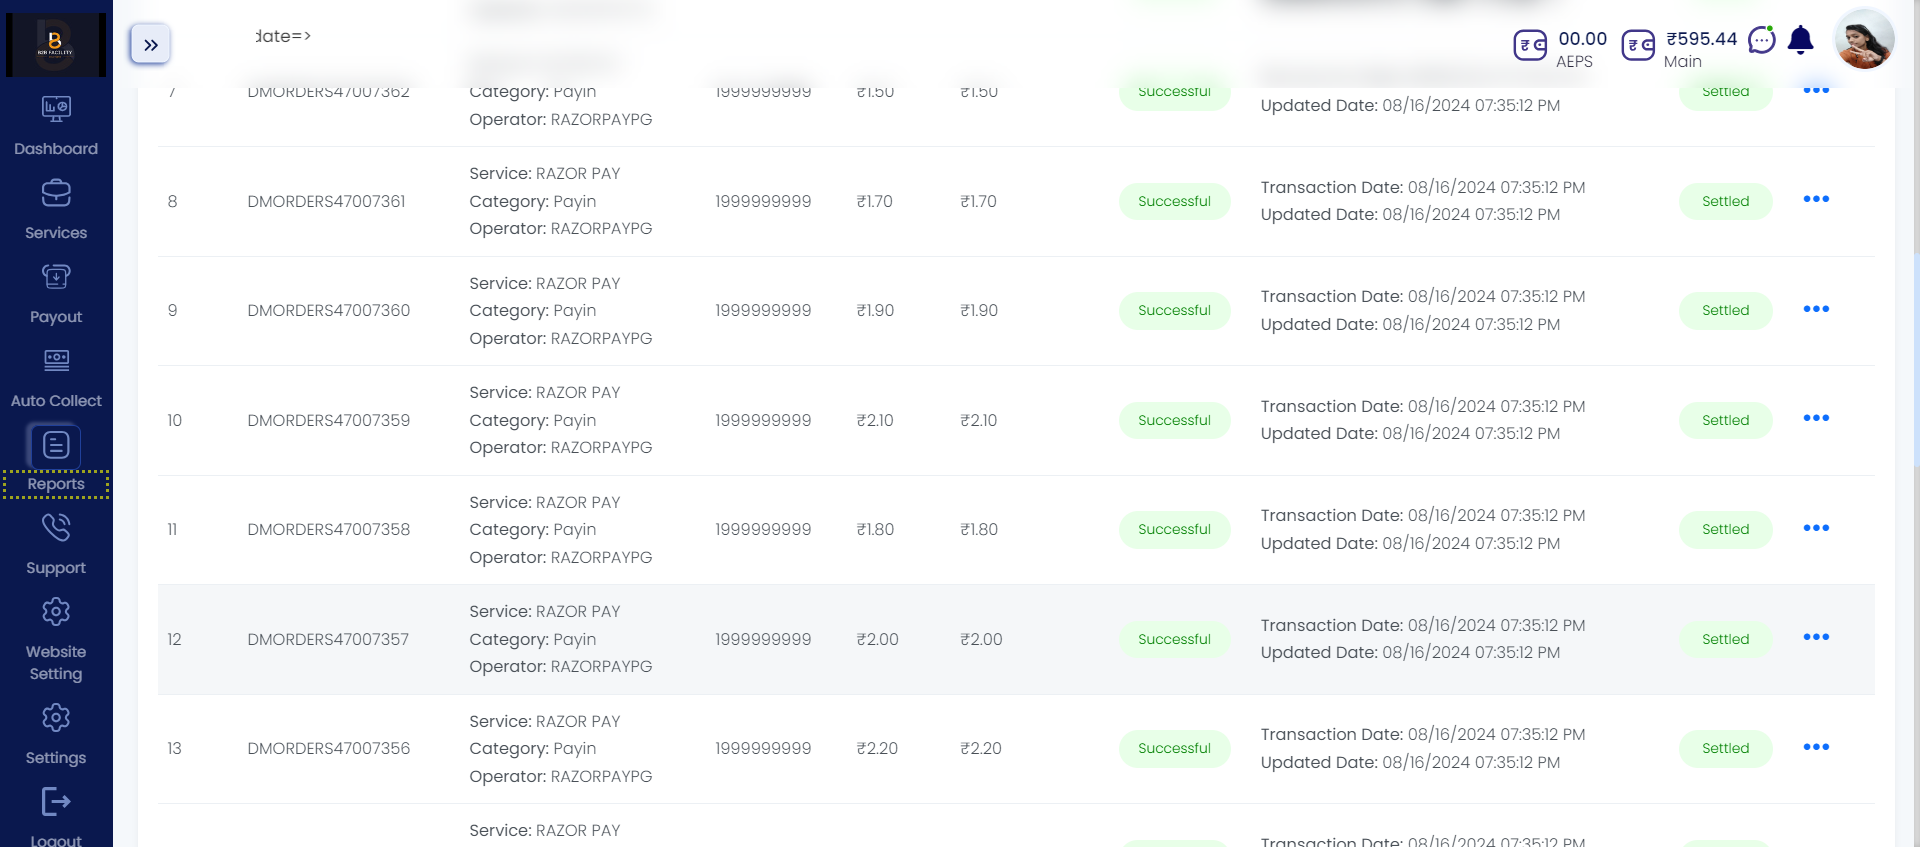 B2B FACILITY
date=>
00.00
AEPS
₹595.44
Main
Dashboard
Services
Payout
Auto Collect
Reports
Support
Website
Setting
Settings
Logout
7 DMORDERS47007362 Category: Payin 1999999999 ₹1.50 ₹1.50 Successful Settled
Operator: RAZORPAYPG
Updated Date: 08/16/2024 07:35:12 PM
Service: RAZOR PAY
8 DMORDERS47007361 Category: Payin 1999999999 ₹1.70 ₹1.70 Successful Settled
Operator: RAZORPAYPG
Transaction Date: 08/16/2024 07:35:12 PM
Updated Date: 08/16/2024 07:35:12 PM
Service: RAZOR PAY
9 DMORDERS47007360 Category: Payin 1999999999 ₹1.90 ₹1.90 Successful Settled
Operator: RAZORPAYPG
Transaction Date: 08/16/2024 07:35:12 PM
Updated Date: 08/16/2024 07:35:12 PM
Service: RAZOR PAY
10 DMORDERS47007359 Category: Payin 1999999999 ₹2.10 ₹2.10 Successful Settled
Operator: RAZORPAYPG
Transaction Date: 08/16/2024 07:35:12 PM
Updated Date: 08/16/2024 07:35:12 PM
Service: RAZOR PAY
11 DMORDERS47007358 Category: Payin 1999999999 ₹1.80 ₹1.80 Successful Settled
Operator: RAZORPAYPG
Transaction Date: 08/16/2024 07:35:12 PM
Updated Date: 08/16/2024 07:35:12 PM
Service: RAZOR PAY
12 DMORDERS47007357 Category: Payin 1999999999 ₹2.00 ₹2.00 Successful Settled
Operator: RAZORPAYPG
Transaction Date: 08/16/2024 07:35:12 PM
Updated Date: 08/16/2024 07:35:12 PM
Service: RAZOR PAY
13 DMORDERS47007356 Category: Payin 1999999999 ₹2.20 ₹2.20 Successful Settled
Operator: RAZORPAYPG
Transaction Date: 08/16/2024 07:35:12 PM
Updated Date: 08/16/2024 07:35:12 PM
Service: RAZOR PAY
Transaction Date: 08/16/2024 07:35:12 PM